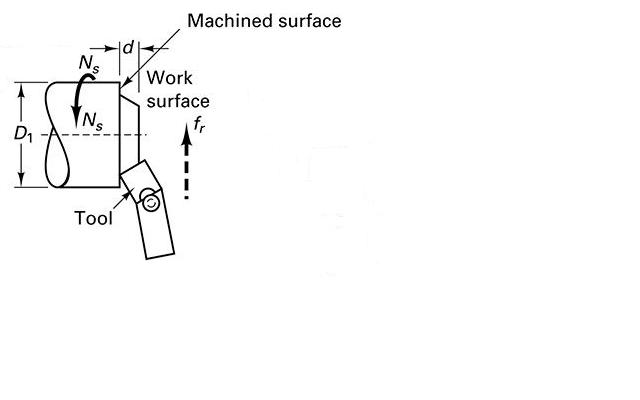 Machined surface
d
Ns
Work
surface
Ns
fr
D1
Tool